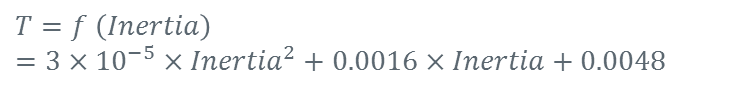 T = f (Inertia)
= 3 × 10⁻⁵ × Inertia² + 0.0016 × Inertia + 0.0048